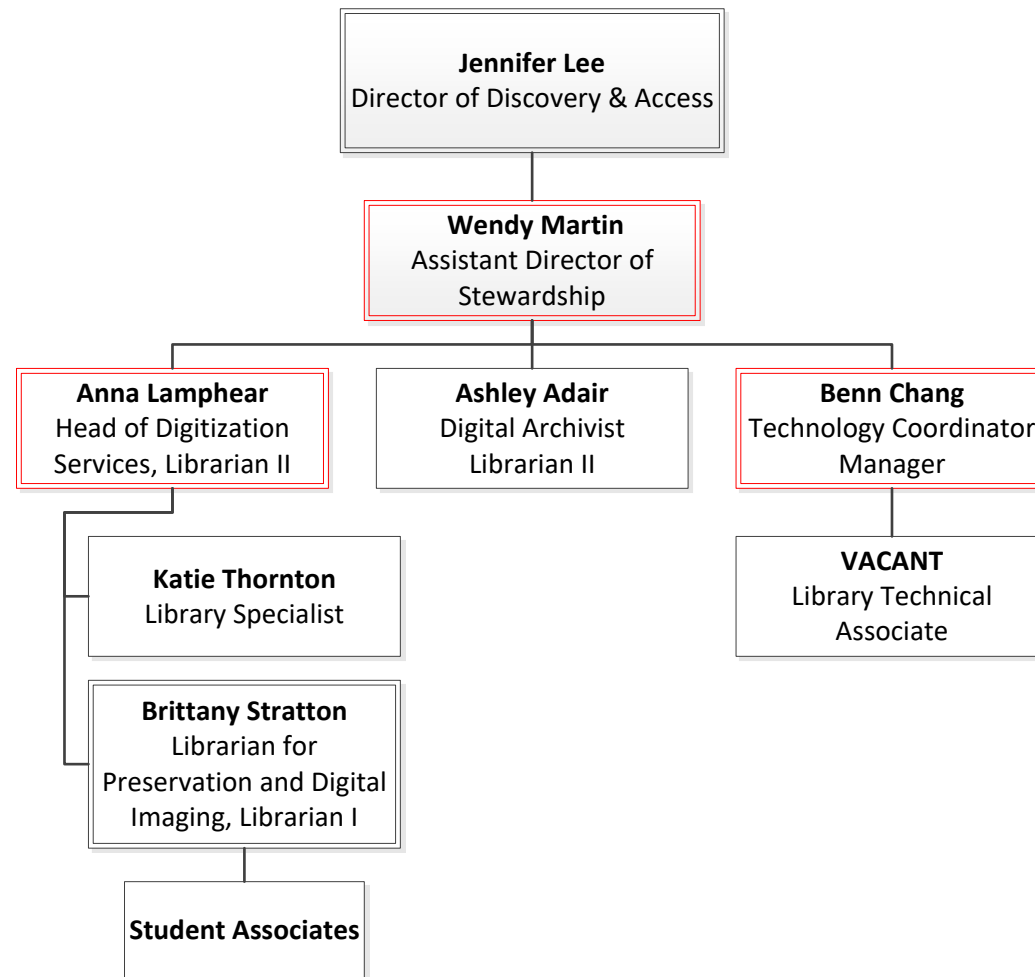 Jennifer Lee
Director of Discovery & Access
Wendy Martin
Assistant Director of
Stewardship
Anna Lamphear
Head of Digitization
Services, Librarian II
Ashley Adair
Digital Archivist
Librarian II
Benn Chang
Technology Coordinator
Manager
Katie Thornton
Library Specialist
VACANT
Library Technical
Associate
Brittany Stratton
Librarian for
Preservation and Digital
Imaging, Librarian I
Student Associates